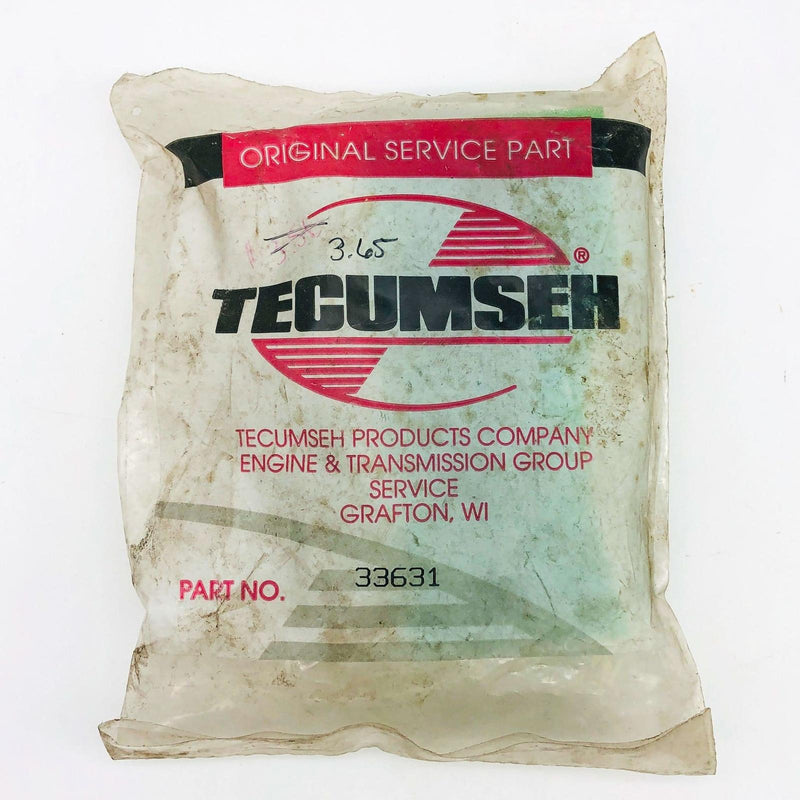 ORIGINAL SERVICE PART
3.65
TECUMSEH ®
TECUMSEH PRODUCTS COMPANY
ENGINE & TRANSMISSION GROUP
SERVICE
GRAFTON, WI
PART NO. 33631